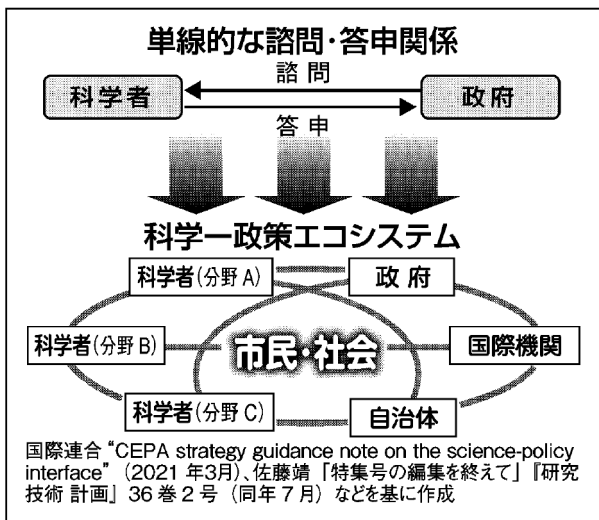 単線的な諮問・答申関係
諮問
科学者
政府
答申
科学ー政策エコシステム
科学者(分野A)
政府
科学者(分野B)
市民・社会
国際機関
科学者(分野C)
自治体
国際連合“CEPA strategy guidance note on the science-policy
interface”(2021年3月)、佐藤靖「特集号の編集を終えて」『研究
技術 計画』36巻2号(同年7月)などを基に作成